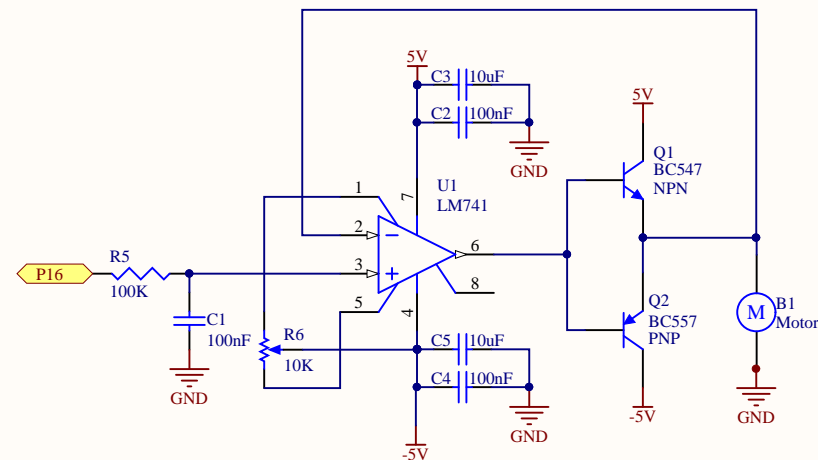 5V
C3
10uF
C2
100nF
GND
5V
Q1
BC547
NPN
U1
LM741
1
7
2
3
6
8
5
4
P16
R5
100K
C1
100nF
GND
R6
10K
C5
10uF
C4
100nF
GND
-5V
Q2
BC557
PNP
-5V
M
B1
Motor
GND